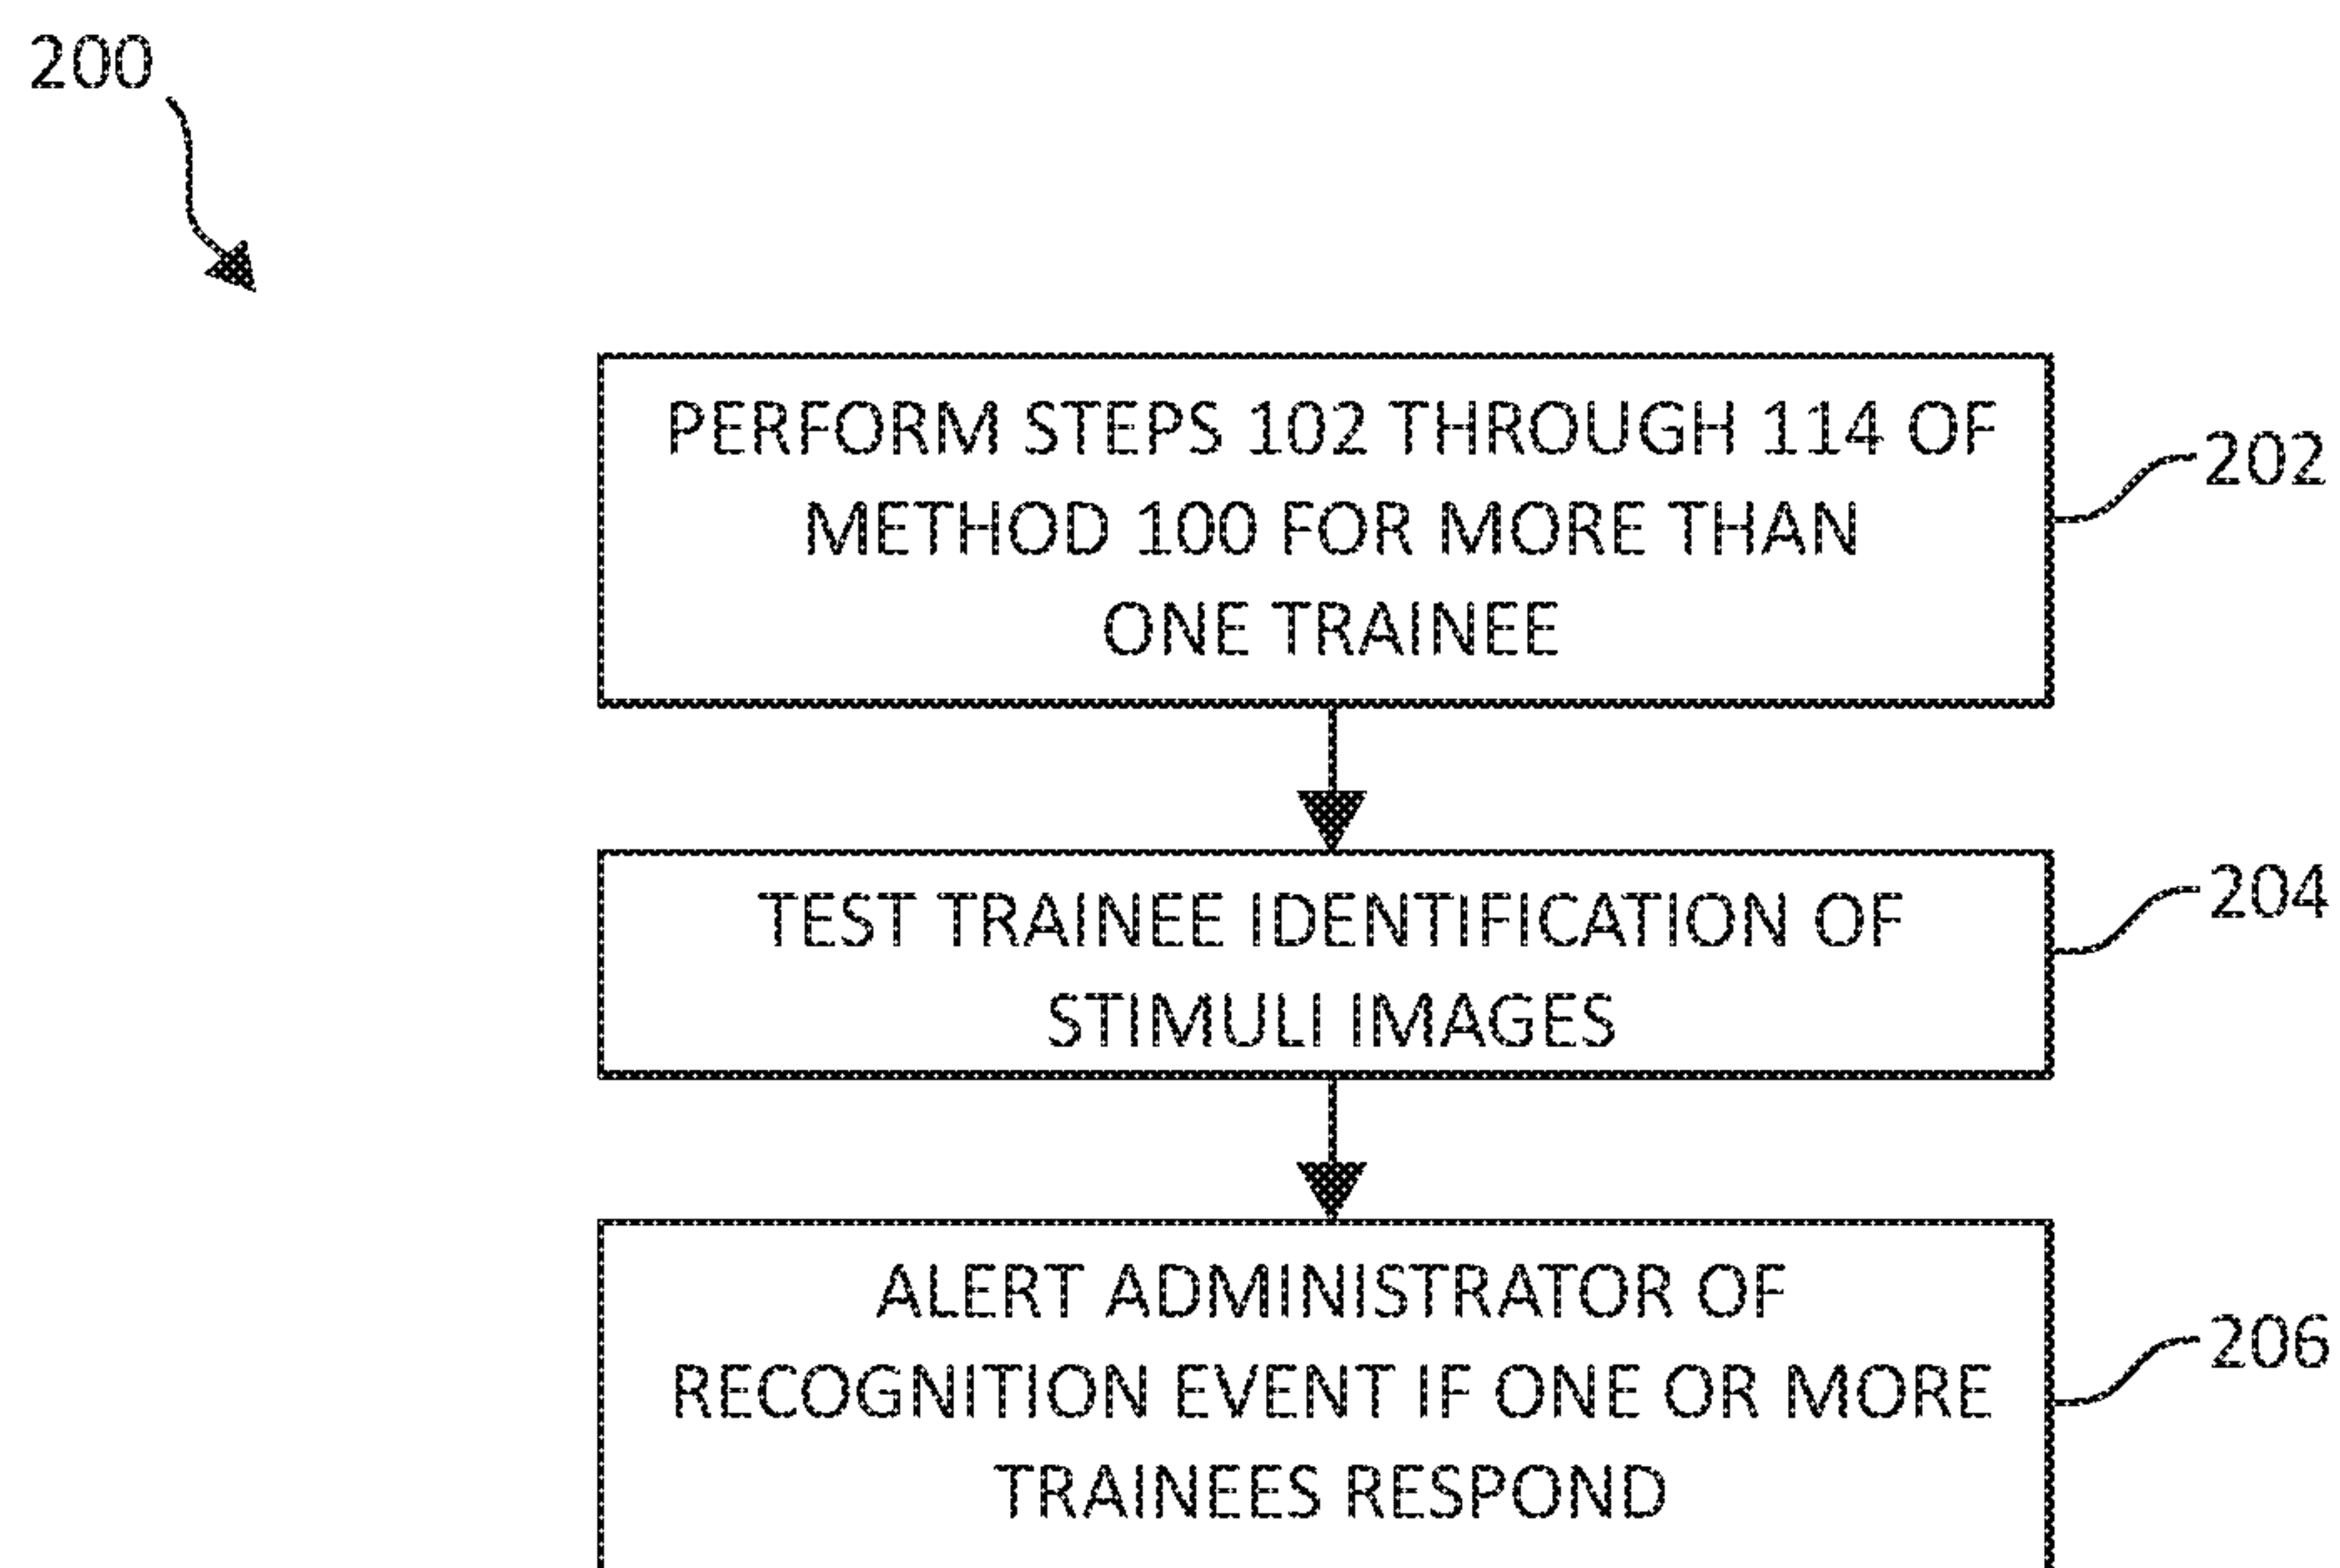 200
PERFORM STEPS 102 THROUGH 114 OF
METHOD 100 FOR MORE THAN
ONE TRAINEE
202
TEST TRAINEE IDENTIFICATION OF
STIMULI IMAGES
204
ALERT ADMINISTRATOR OF
RECOGNITION EVENT IF ONE OR MORE
TRAINEES RESPOND
206